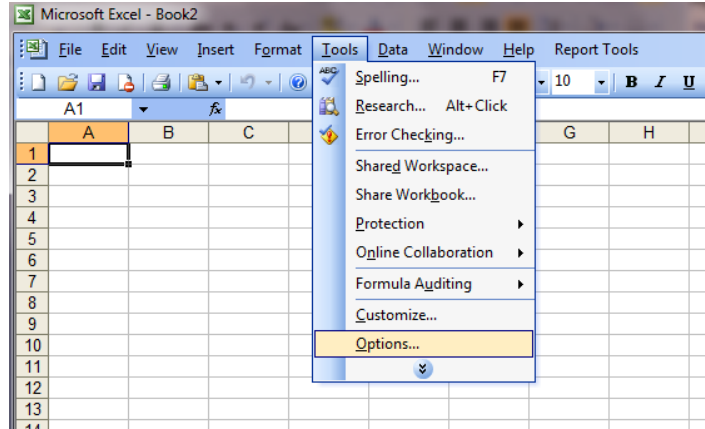 Microsoft Excel - Book2
File Edit View Insert Format Tools Data Window Help Report Tools
ABC Spelling... F7 10 B I U
A1 fx Research... Alt+Click
A B C Error Checking... G H
1
2 Shared Workspace...
3 Share Workbook...
4 Protection
5
6 Online Collaboration
7 Formula Auditing
8
9 Customize...
10 Options...
11
12
13
14